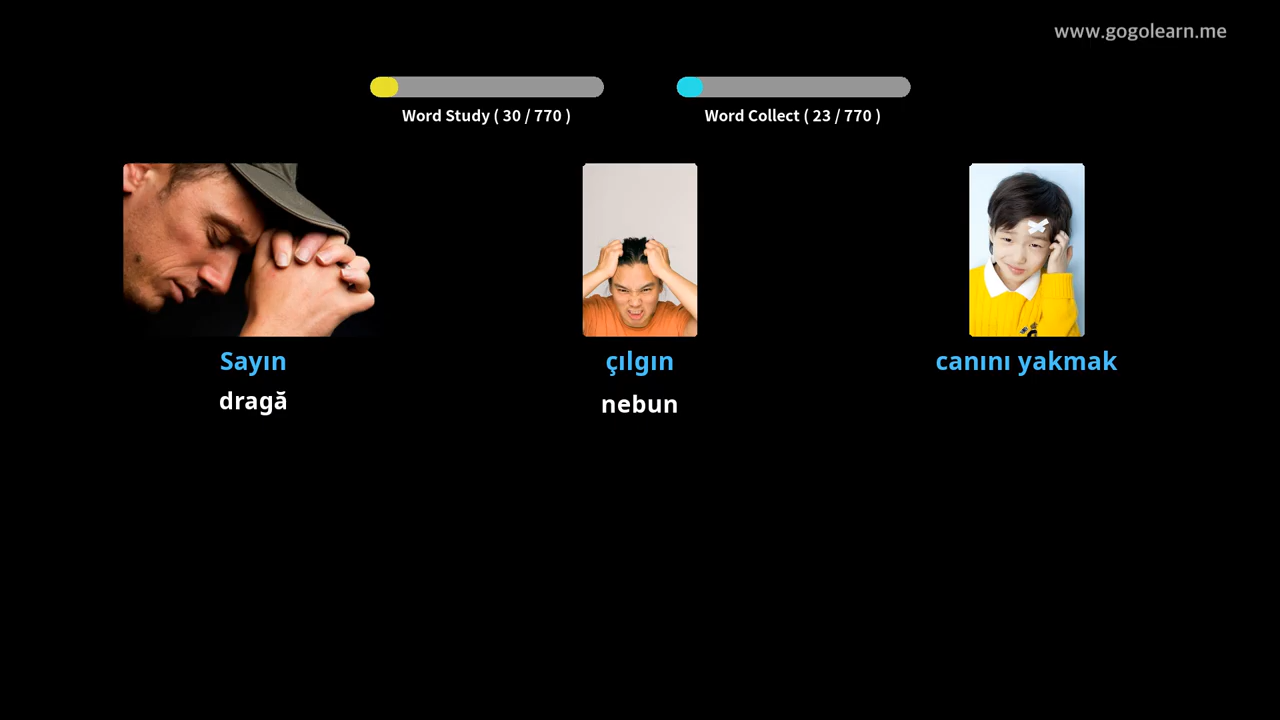 www.gogolearn.me
Word Study ( 30 / 770 )
Word Collect ( 23 / 770 )
Sayın
çılgın
canını yakmak
dragă
nebun